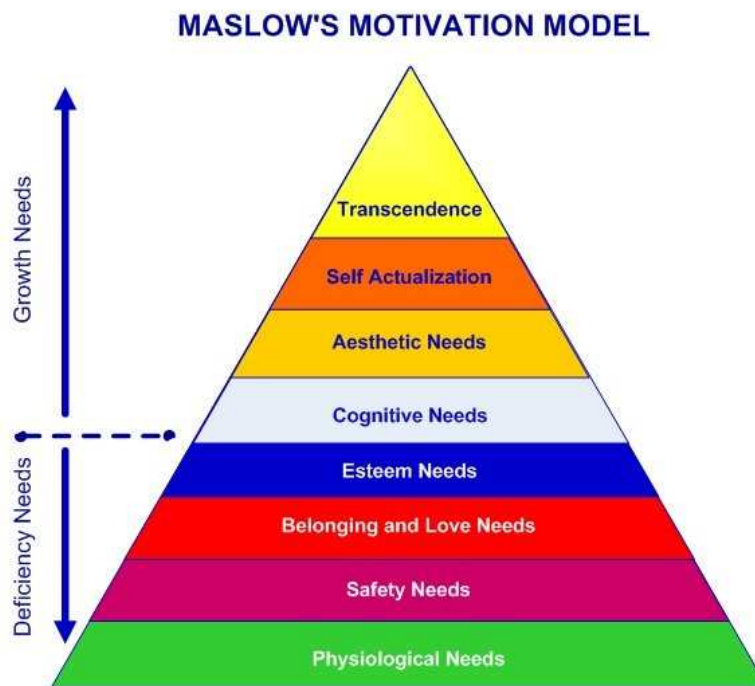 MASLOW'S MOTIVATION MODEL
Growth Needs
Deficiency Needs
Transcendence
Self Actualization
Aesthetic Needs
Cognitive Needs
Esteem Needs
Belonging and Love Needs
Safety Needs
Physiological Needs